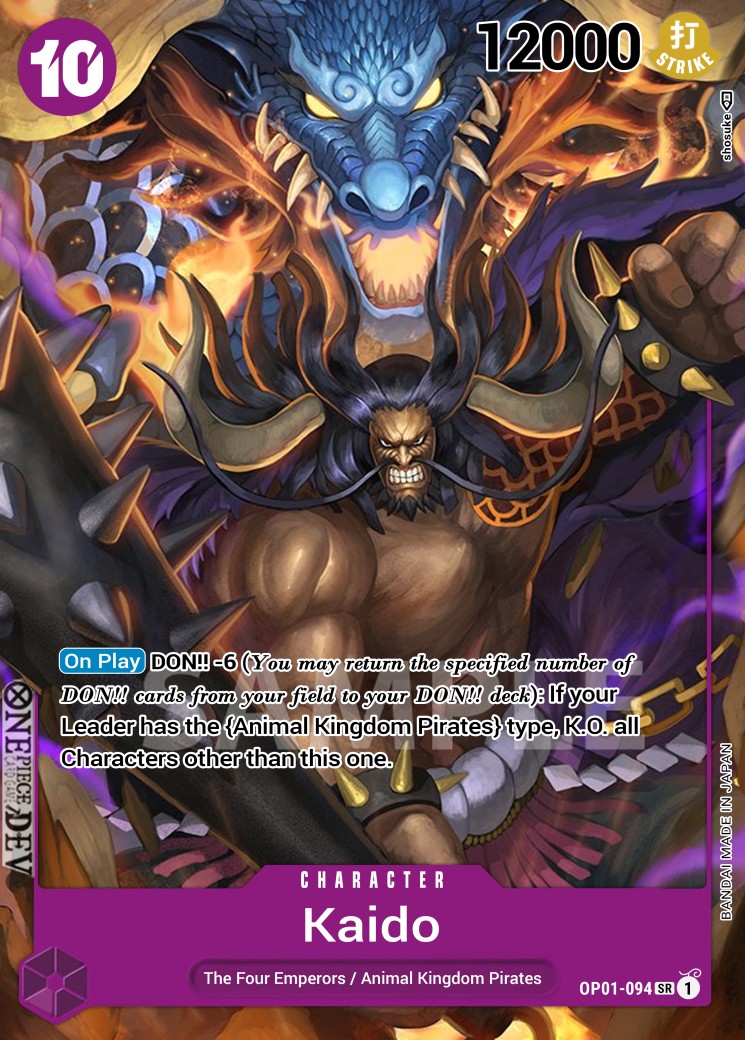 10
12000
打
STRIKE
shosuke
On Play DON!! -6 (You may return the specified number of
DON!! cards from your field to your DON!! deck): If your
Leader has the {Animal Kingdom Pirates} type, K.O. all
Characters other than this one.
SAMPLE
ONE PIECE
CARD GAME
DEV
BANDAI MADE IN JAPAN
CHARACTER
Kaido
The Four Emperors / Animal Kingdom Pirates
OP01-094 SR 1